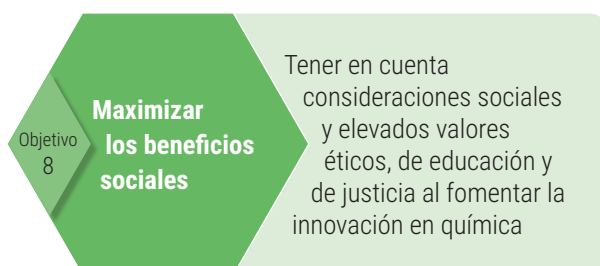 Objetivo
8
Maximizar
los beneficios
sociales
Tener en cuenta
consideraciones sociales
y elevados valores
éticos, de educación y
de justicia al fomentar la
innovación en química